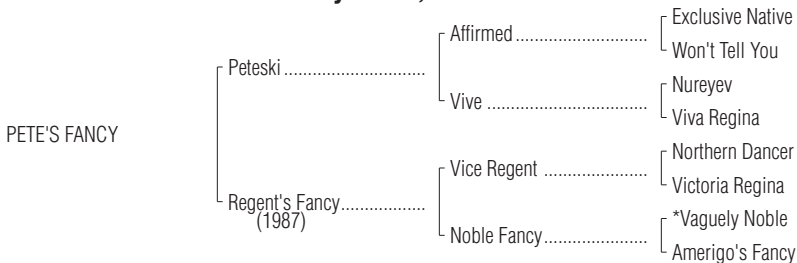 Exclusive Native
Affirmed
Won't Tell You
Peteski
Nureyev
Vive
Viva Regina
PETE'S FANCY
Northern Dancer
Vice Regent
Victoria Regina
Regent's Fancy
(1987)
*Vaguely Noble
Noble Fancy
Amerigo's Fancy